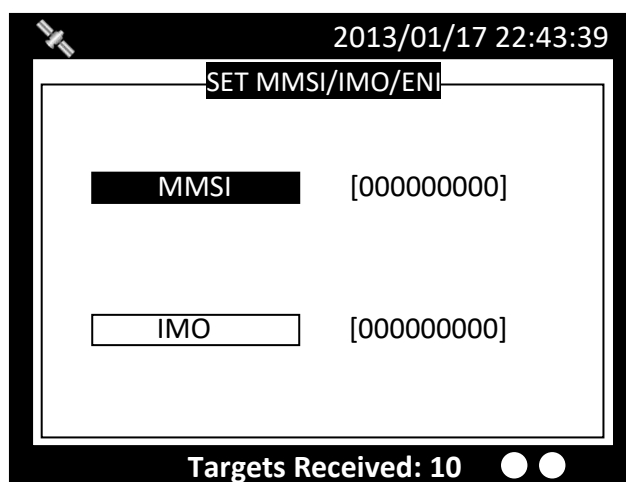 2013/01/17 22:43:39
SET MMSI/IMO/ENI
MMSI [000000000]
IMO [000000000]
Targets Received: 10